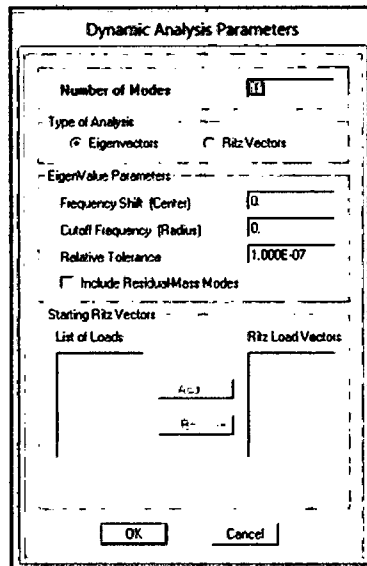 Dynamic Analysis Parameters
Number of Modes
Type of Analysis
Eigenvectors Ritz Vectors
EigenValue Parameters
Frequency Shift (Center) 0.
Cutoff Frequency (Radius) 0.
Relative Tolerance 1.000E-07
Include Residual-Mass Modes
Starting Ritz Vectors
List of Loads Ritz Load Vectors
OK Cancel